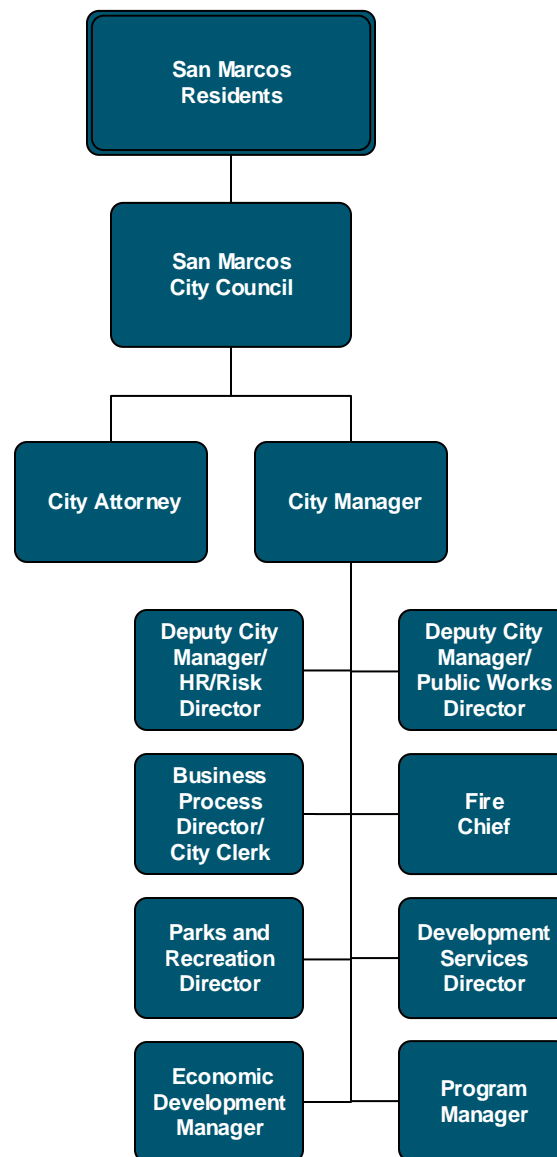 San Marcos
Residents
San Marcos
City Council
City Attorney
City Manager
Deputy City
Manager/
HR/Risk
Director
Deputy City
Manager/
Public Works
Director
Business
Process
Director/
City Clerk
Fire
Chief
Parks and
Recreation
Director
Development
Services
Director
Economic
Development
Manager
Program
Manager